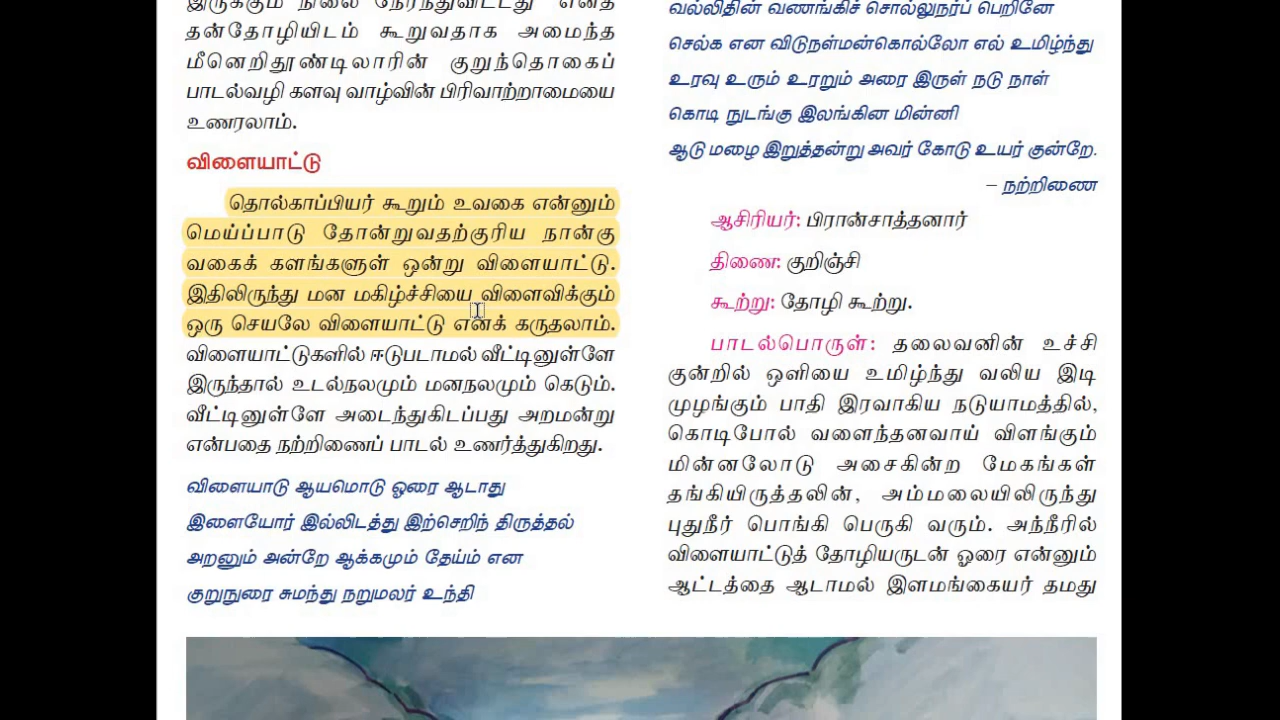 இருக்கும் நிலை நேர்ந்துவிட்டது என்று
தன்தோழியிடம் கூறுவதாக அமைந்த
மீனெறிதூண்டிலாரின் குறுந்தொகைப்
பாடல்வழி களவு வாழ்வின் பிரிவாற்றாமையை
உணரலாம்.
விளையாட்டு
தொல்காப்பியர் கூறும் உவகை என்னும்
மெய்ப்பாடு தோன்றுவதற்குரிய நான்கு
வகைக் களங்களுள் ஒன்று விளையாட்டு.
இதிலிருந்து மன மகிழ்ச்சியை விளைவிக்கும்
ஒரு செயலே விளையாட்டு எனக் கருதலாம்.
விளையாட்டுகளில் ஈடுபடாமல் வீட்டினுள்ளே
இருந்தால் உடல்நலமும் மனநலமும் கெடும்.
வீட்டினுள்ளே அடைந்துகிடப்பது அறமன்று
என்பதை நற்றிணைப் பாடல் உணர்த்துகிறது.
விளையாடு ஆயமொடு ஓரை ஆடாது
இளையோர் இல்லிடத்து இற்செறிந் திருத்தல்
அறனும் அன்றே ஆக்கமும் தேய்ம் என
குறுநுரை சுமந்து நறுமலர் உந்தி
வல்லிதின் வணங்கிச் சொல்லுநர்ப் பெறினே
செல்க என விடுநள்மன்கொல்லோ எல் உமிழ்ந்து
உரவு உரும் உரறும் அரை இருள் நடு நாள்
கொடி நுடங்கு இலங்கின மின்னி
ஆடு மழை இறுத்தன்று அவர் கோடு உயர் குன்றே.
– நற்றிணை
ஆசிரியர்: பிரான்சாத்தனார்
திணை: குறிஞ்சி
கூற்று: தோழி கூற்று.
பாடல்பொருள்: தலைவனின் உச்சி
குன்றில் ஒளியை உமிழ்ந்து வலிய இடி
முழங்கும் பாதி இரவாகிய நடுயாமத்தில்,
கொடிபோல் வளைந்தனவாய் விளங்கும்
மின்னலோடு அசைகின்ற மேகங்கள்
தங்கியிருத்தலின், அம்மலையிலிருந்து
புதுநீர் பொங்கி பெருகி வரும். அந்நீரில்
விளையாட்டுத் தோழியருடன் ஓரை என்னும்
ஆட்டத்தை ஆடாமல் இளமங்கையர் தமது